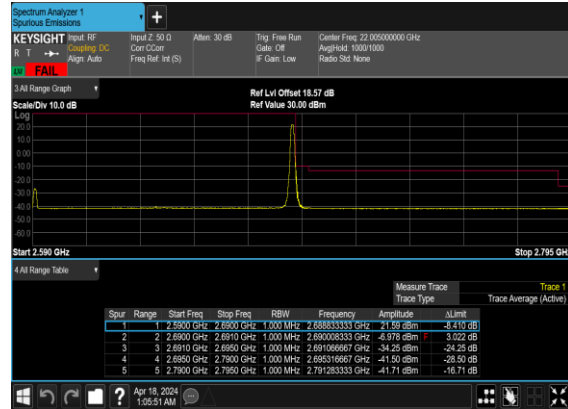 Spectrum Analyzer 1
Spurious Emissions
KEYSIGHT
R T
Input: RF
Coupling: DC
Align: Auto
Input Z: 50 Ω
Corr CCorr
Freq Ref: Int (S)
Atten: 30 dB
Trig: Free Run
Gate: Off
IF Gain: Low
Center Freq: 22.005000000 GHz
Avg|Hold: 1000/1000
Radio Std: None
FAIL
3 All Range Graph
Scale/Div 10.0 dB
Ref Lvl Offset 18.57 dB
Ref Value 30.00 dBm
Log
20.0
10.0
0.00
-10.0
-20.0
-30.0
-40.0
-50.0
-60.0
Start 2.590 GHz
Stop 2.795 GHz
4 All Range Table
Measure Trace Trace 1
Trace Type Trace Average (Active)
Spur Range Start Freq Stop Freq RBW Frequency Amplitude ΔLimit
1 1 2.5900 GHz 2.6900 GHz 1.000 MHz 2.688833333 GHz 21.59 dBm -8.410 dB
2 2 2.6900 GHz 2.6910 GHz 1.000 MHz 2.690008333 GHz -6.978 dBm F 3.022 dB
3 3 2.6910 GHz 2.6950 GHz 1.000 MHz 2.691066667 GHz -34.25 dBm -24.25 dB
4 4 2.6950 GHz 2.7900 GHz 1.000 MHz 2.695316667 GHz -41.50 dBm -28.50 dB
5 5 2.7900 GHz 2.7950 GHz 1.000 MHz 2.791283333 GHz -41.71 dBm -16.71 dB
Apr 18, 2024
1:05:51 AM